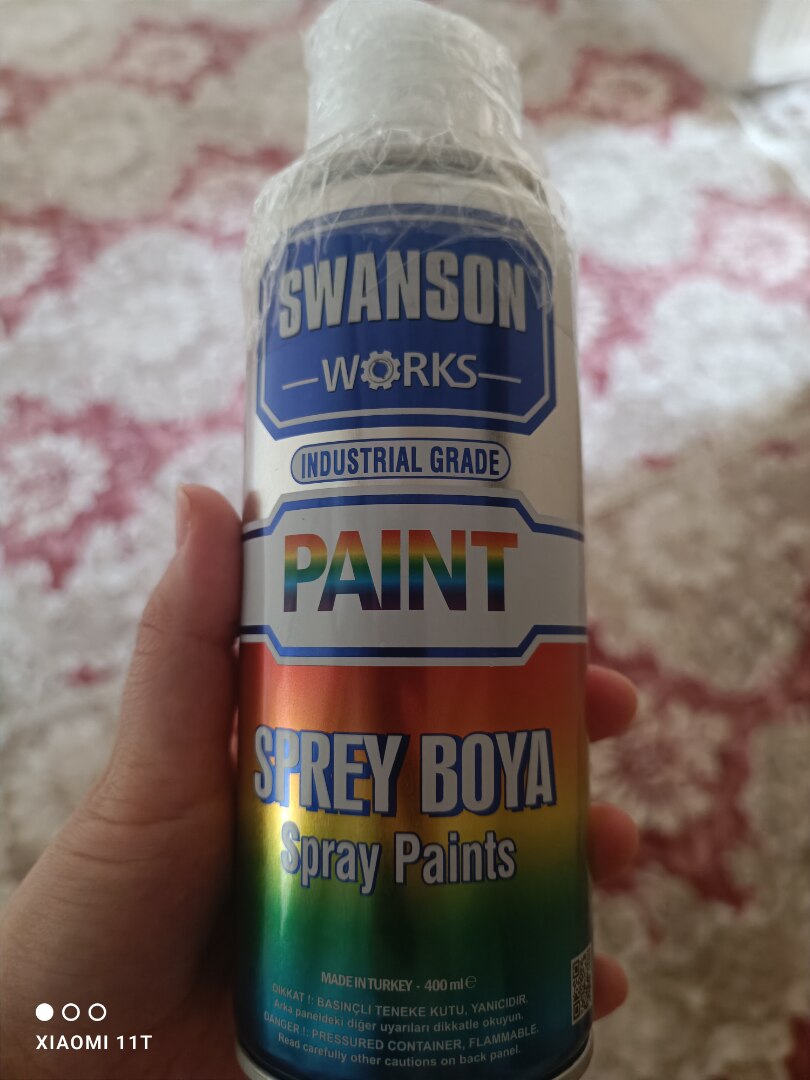 SWANSON
WORKS
INDUSTRIAL GRADE
PAINT
SPREY BOYA
Spray Paints
MADE IN TURKEY - 400 ml ℮
DİKKAT !: BASINÇLI TENEKE KUTU, YANICIDIR.
Arka paneldeki diğer uyarıları dikkatle okuyun.
DANGER !: PRESSURED CONTAINER, FLAMMABLE.
Read carefully other cautions on back panel.
XIAOMI 11T